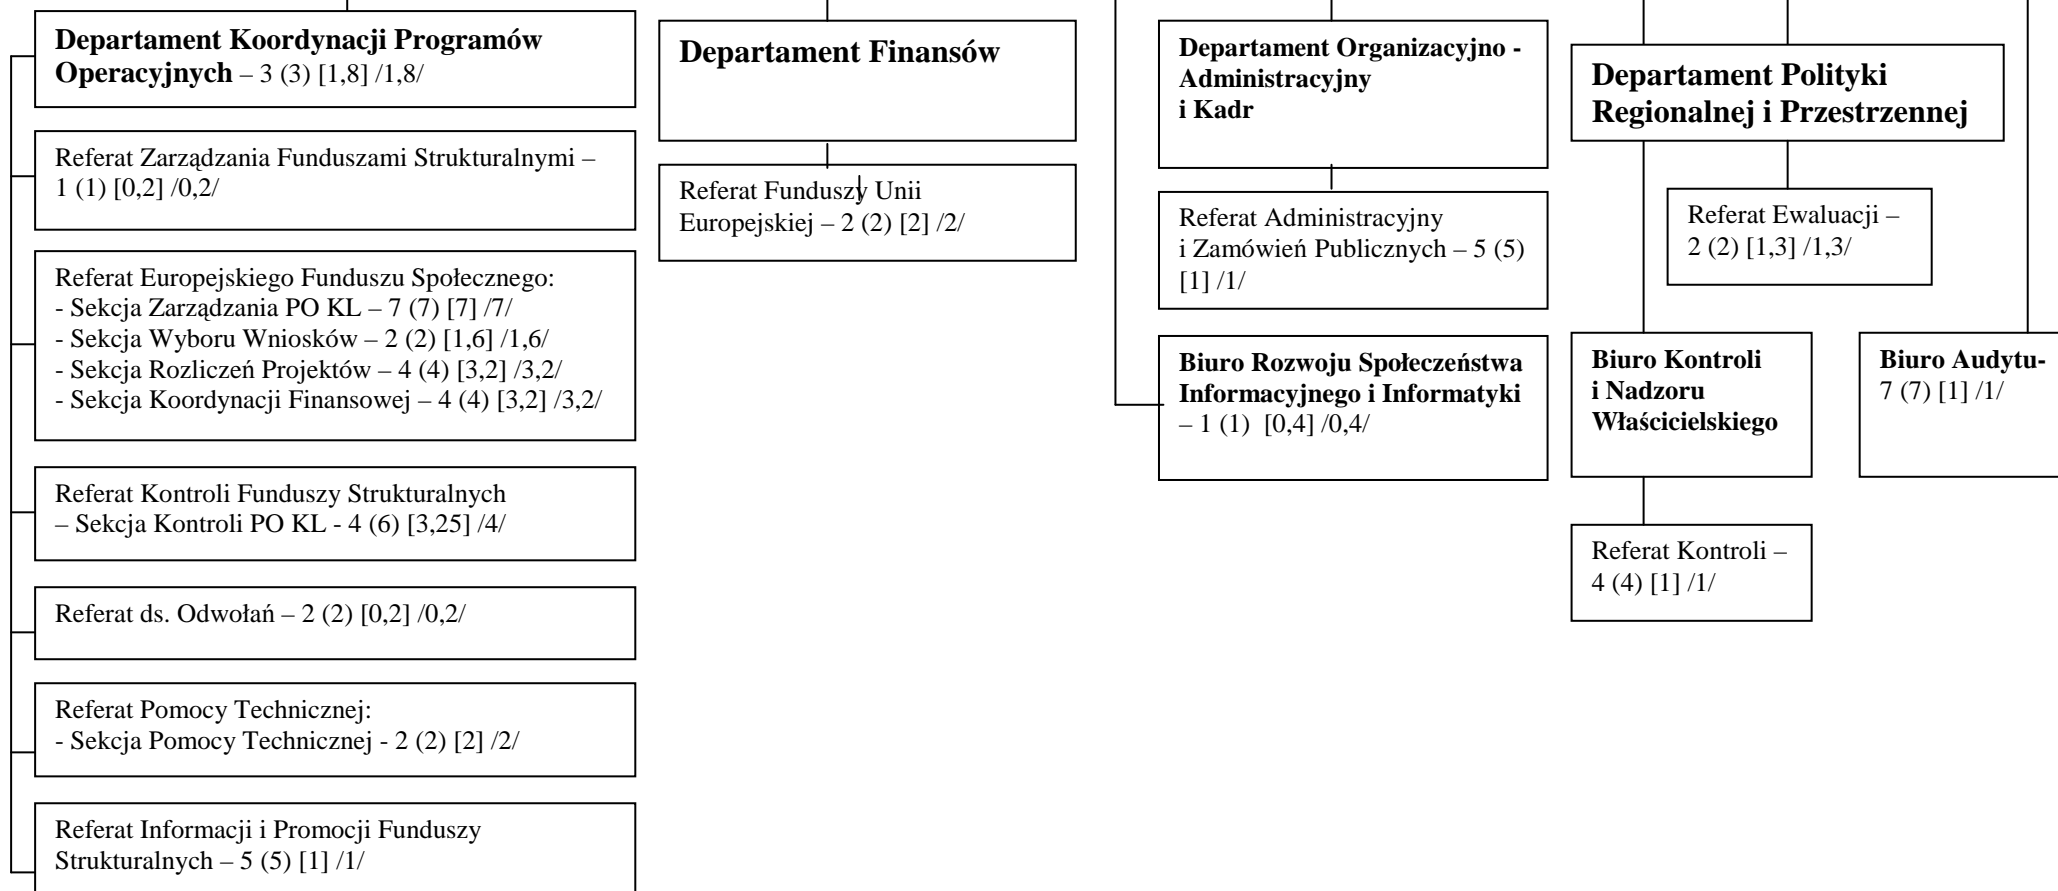 Departament Koordynacji Programów
Operacyjnych – 3 (3) [1,8] /1,8/
Referat Zarządzania Funduszami Strukturalnymi –
1 (1) [0,2] /0,2/
Referat Europejskiego Funduszu Społecznego:
- Sekcja Zarządzania PO KL – 7 (7) [7] /7/
- Sekcja Wyboru Wniosków – 2 (2) [1,6] /1,6/
- Sekcja Rozliczeń Projektów – 4 (4) [3,2] /3,2/
- Sekcja Koordynacji Finansowej – 4 (4) [3,2] /3,2/
Referat Kontroli Funduszy Strukturalnych
– Sekcja Kontroli PO KL - 4 (6) [3,25] /4/
Referat ds. Odwołań – 2 (2) [0,2] /0,2/
Referat Pomocy Technicznej:
- Sekcja Pomocy Technicznej - 2 (2) [2] /2/
Referat Informacji i Promocji Funduszy
Strukturalnych – 5 (5) [1] /1/
Departament Finansów
Referat Funduszy Unii
Europejskiej – 2 (2) [2] /2/
Departament Organizacyjno -
Administracyjny
i Kadr
Referat Administracyjny
i Zamówień Publicznych – 5 (5)
[1] /1/
Biuro Rozwoju Społeczeństwa
Informacyjnego i Informatyki
– 1 (1) [0,4] /0,4/
Departament Polityki
Regionalnej i Przestrzennej
Referat Ewaluacji –
2 (2) [1,3] /1,3/
Biuro Kontroli
i Nadzoru
Właścicielskiego
Referat Kontroli –
4 (4) [1] /1/
Biuro Audytu-
7 (7) [1] /1/